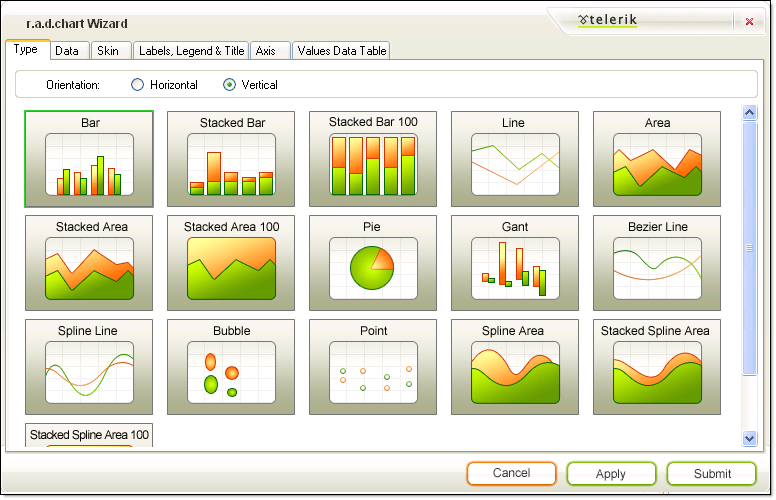 r.a.d.chart Wizard
telerik
Type
Data
Skin
Labels, Legend & Title
Axis
Values Data Table
Orientation:
Horizontal
Vertical
Bar
Stacked Bar
Stacked Bar 100
Line
Area
Stacked Area
Stacked Area 100
Pie
Gant
Bezier Line
Spline Line
Bubble
Point
Spline Area
Stacked Spline Area
Stacked Spline Area 100
Cancel
Apply
Submit